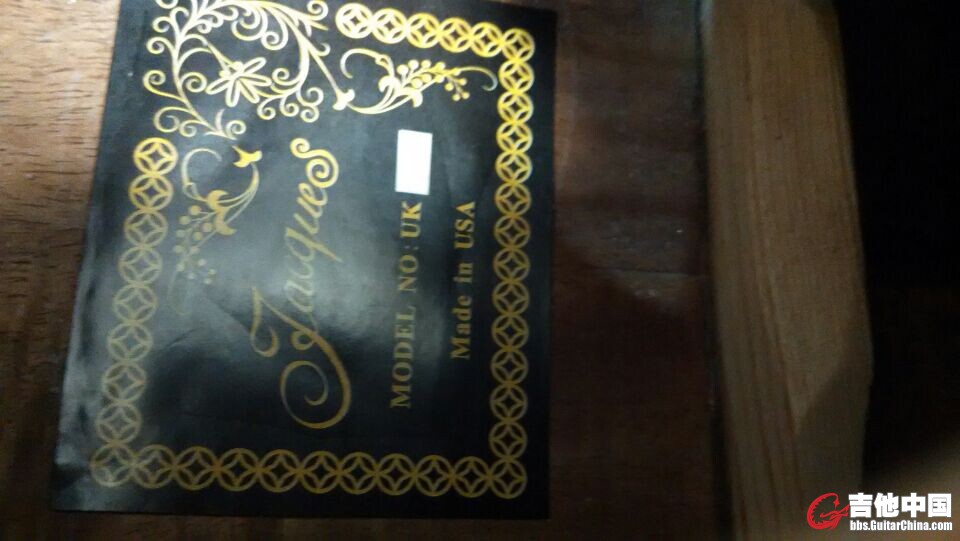 Jacques
MODEL NO:UK
Made in USA
吉他中国
bbs.GuitarChina.com